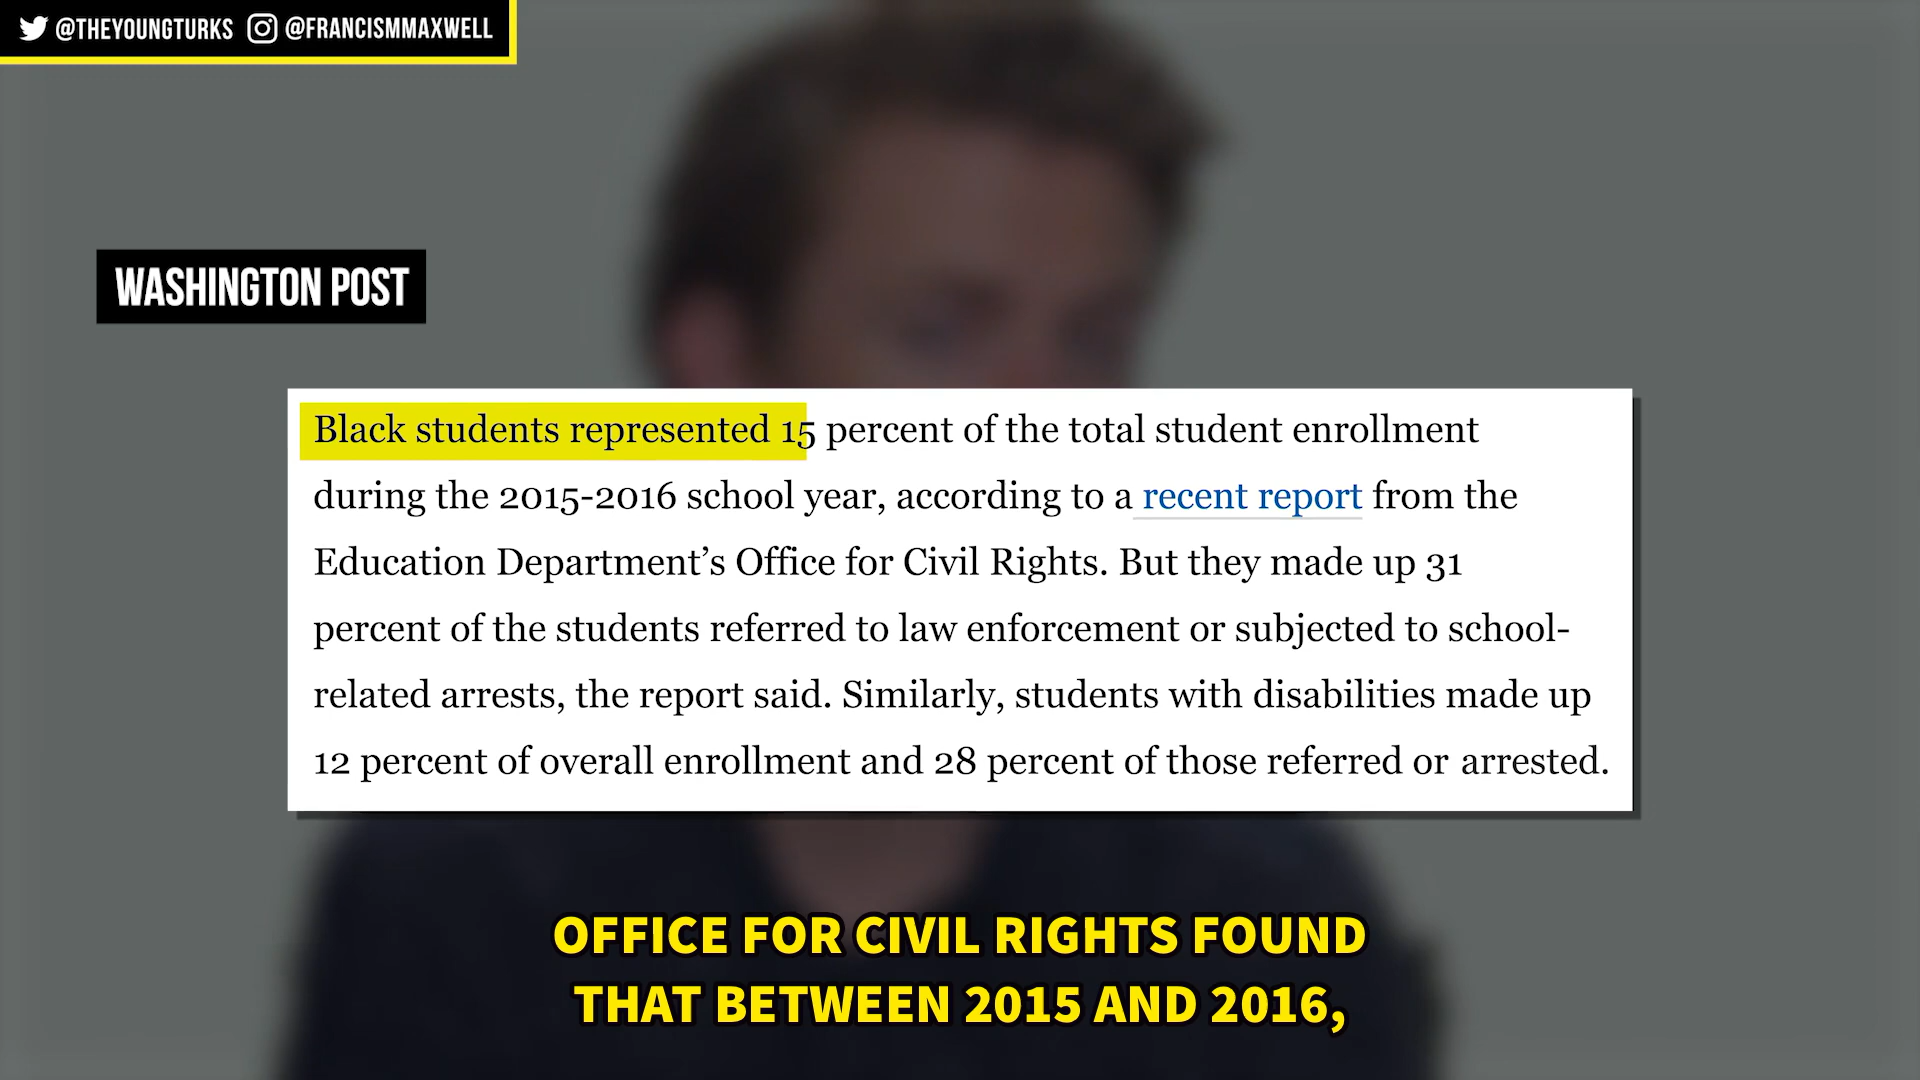 @THEYOUNGTURKS @FRANCISMMAXWELL
WASHINGTON POST
Black students represented 15 percent of the total student enrollment
during the 2015-2016 school year, according to a recent report from the
Education Department’s Office for Civil Rights. But they made up 31
percent of the students referred to law enforcement or subjected to school-
related arrests, the report said. Similarly, students with disabilities made up
12 percent of overall enrollment and 28 percent of those referred or arrested.
OFFICE FOR CIVIL RIGHTS FOUND
THAT BETWEEN 2015 AND 2016,